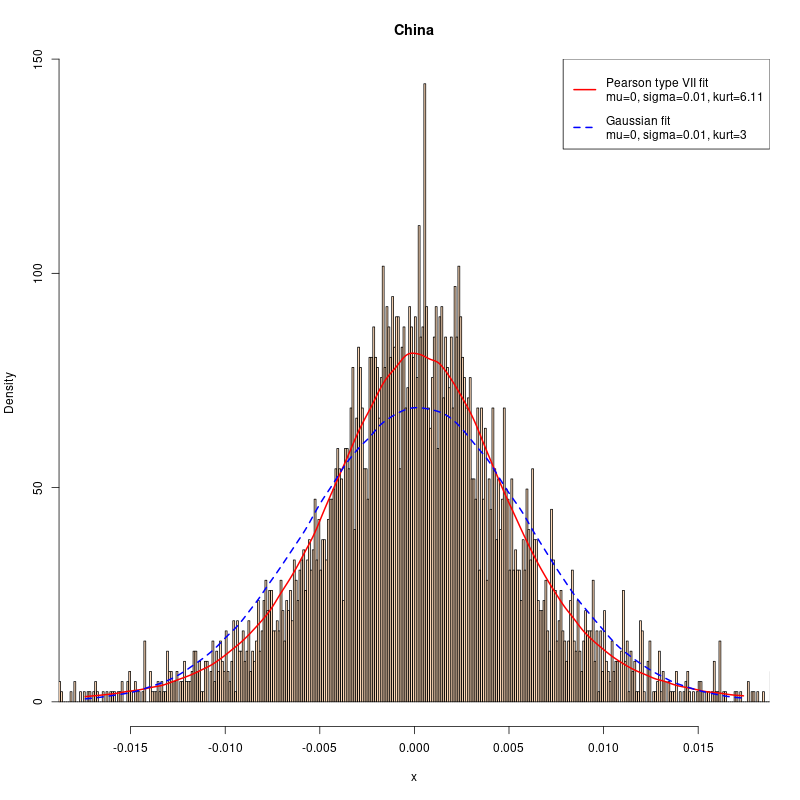 China
150
Pearson type VII fit
mu=0, sigma=0.01, kurt=6.11
Gaussian fit
mu=0, sigma=0.01, kurt=3
100
Density
50
0
-0.015 -0.010 -0.005 0.000 0.005 0.010 0.015
x